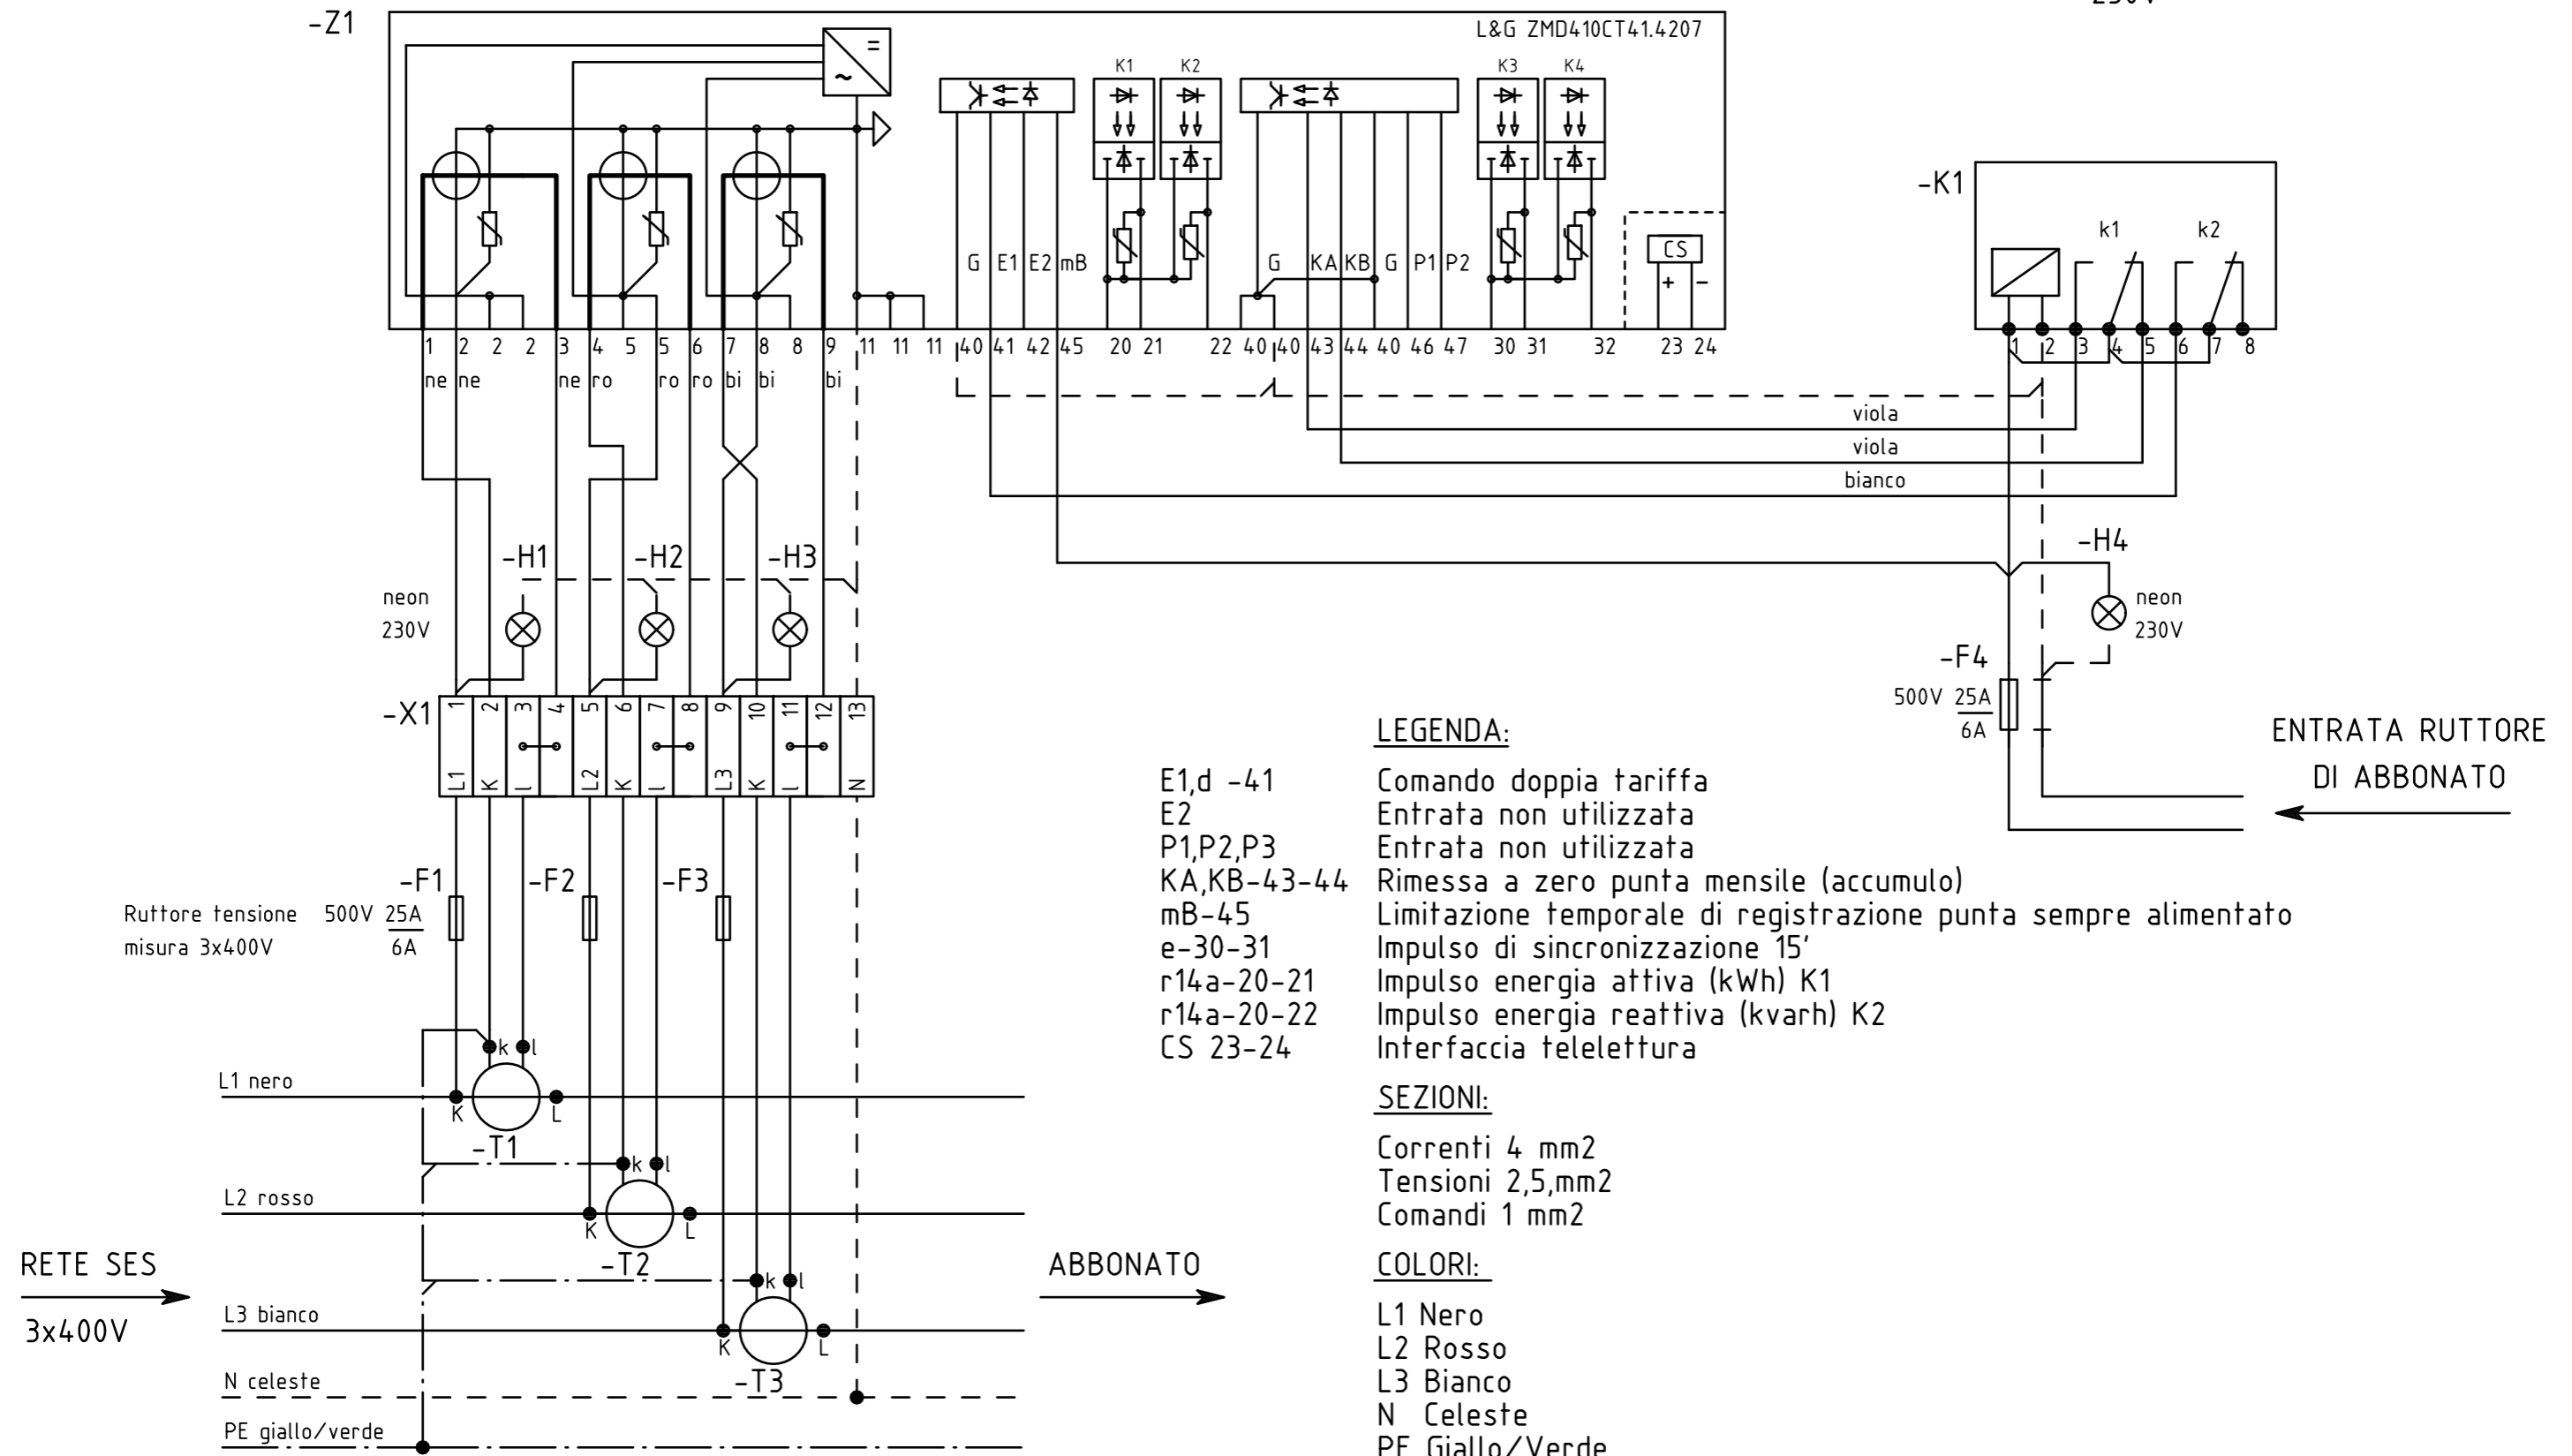 230V
-Z1
L&G ZMD410CT41.4207
=
~
K1 K2 K3 K4
-K1
k1 k2
G E1 E2 mB G KA KB G P1 P2
CS
+ -
1 2 2 2 3 4 5 5 6 7 8 8 9 11 11 11 40 41 42 45 20 21 22 40 40 43 44 40 46 47 30 31 32 23 24
1 2 3 4 5 6 7 8
ne ne ne ro ro ro bi bi bi
viola
viola
bianco
-H1 -H2 -H3
-H4
neon
230V
neon
230V
-F4
500V 25A
6A
ENTRATA RUTTORE
DI ABBONATO
-X1
1 2 3 4 5 6 7 8 9 10 11 12 13
L1 K l L2 K l L3 K l N
-F1 -F2 -F3
Ruttore tensione 500V 25A
misura 3x400V 6A
k l
L1 nero
K L
-T1
k l
L2 rosso
K L
-T2
k l
L3 bianco
K L
-T3
N celeste
PE giallo/verde
RETE SES
3x400V
ABBONATO
LEGENDA:
E1,d -41 Comando doppia tariffa
E2 Entrata non utilizzata
P1,P2,P3 Entrata non utilizzata
KA,KB-43-44 Rimessa a zero punta mensile (accumulo)
mB-45 Limitazione temporale di registrazione punta sempre alimentato
e-30-31 Impulso di sincronizzazione 15'
r14a-20-21 Impulso energia attiva (kWh) K1
r14a-20-22 Impulso energia reattiva (kvarh) K2
CS 23-24 Interfaccia telelettura
SEZIONI:
Correnti 4 mm2
Tensioni 2,5,mm2
Comandi 1 mm2
COLORI:
L1 Nero
L2 Rosso
L3 Bianco
N Celeste
PE Giallo/Verde